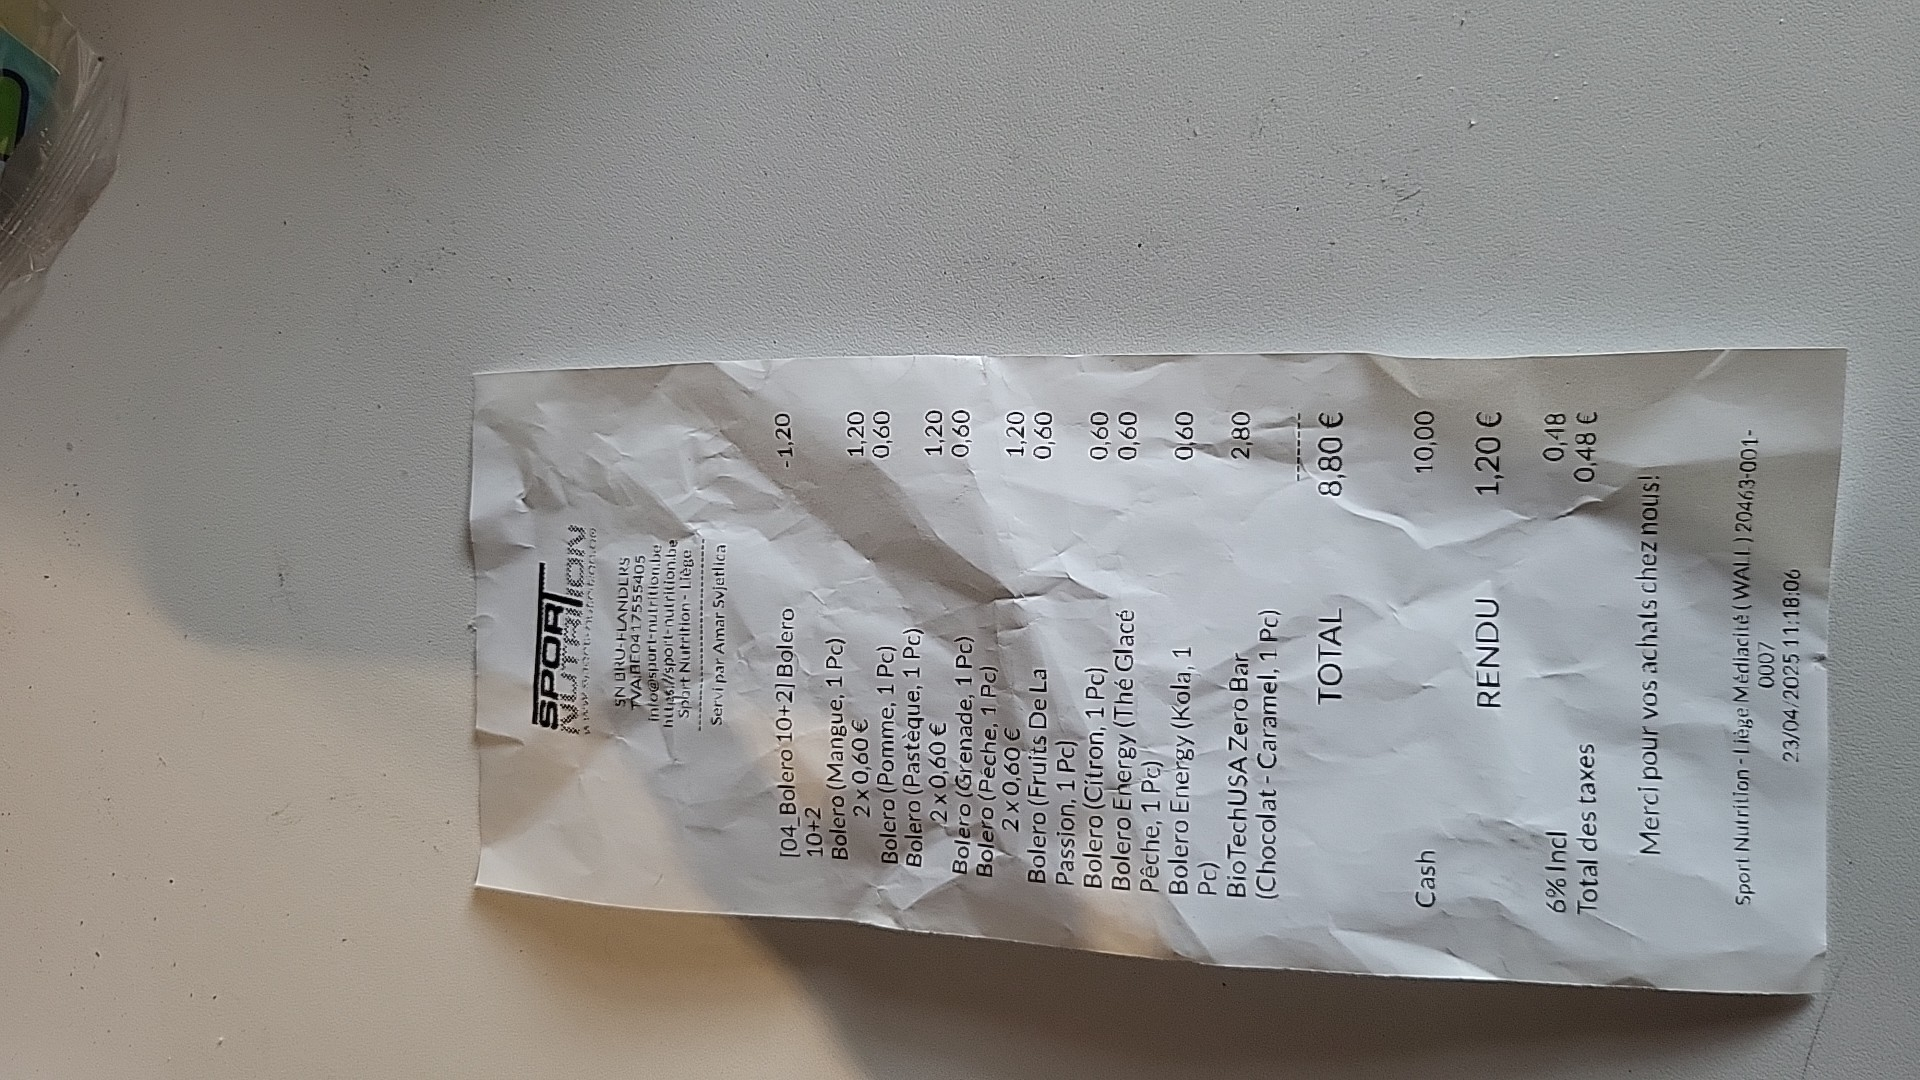 SPORT
NUTRITION
SN BRU-FLANDERS
TVA:BE0417555405
info@sport-nutrition.be
https://sport-nutrition.be
Sport Nutrition - Liège
Servi par Amar Svjetlica
[04_Bolero 10+2] Bolero -1,20
10+2
Bolero (Mangue, 1 Pc) 1,20
2 x 0,60 €
Bolero (Pomme, 1 Pc) 0,60
Bolero (Pastèque, 1 Pc) 1,20
2 x 0,60 €
Bolero (Grenade, 1 Pc) 0,60
Bolero (Pêche, 1 Pc) 1,20
2 x 0,60 €
Bolero (Fruits De La 0,60
Passion, 1 Pc)
Bolero (Citron, 1 Pc) 0,60
Bolero Energy (Thé Glacé 0,60
Pêche, 1 Pc)
Bolero Energy (Kola, 1 0,60
Pc)
BioTechUSA Zero Bar 2,80
(Chocolat - Caramel, 1 Pc)
--------
TOTAL 8,80 €
Cash 10,00
RENDU 1,20 €
6% Incl 0,48
Total des taxes 0,48 €
Merci pour vos achats chez nous!
Sport Nutrition - Liège Médiacité (WALL) 20463-001-
0007
23/04/2025 11:18:06